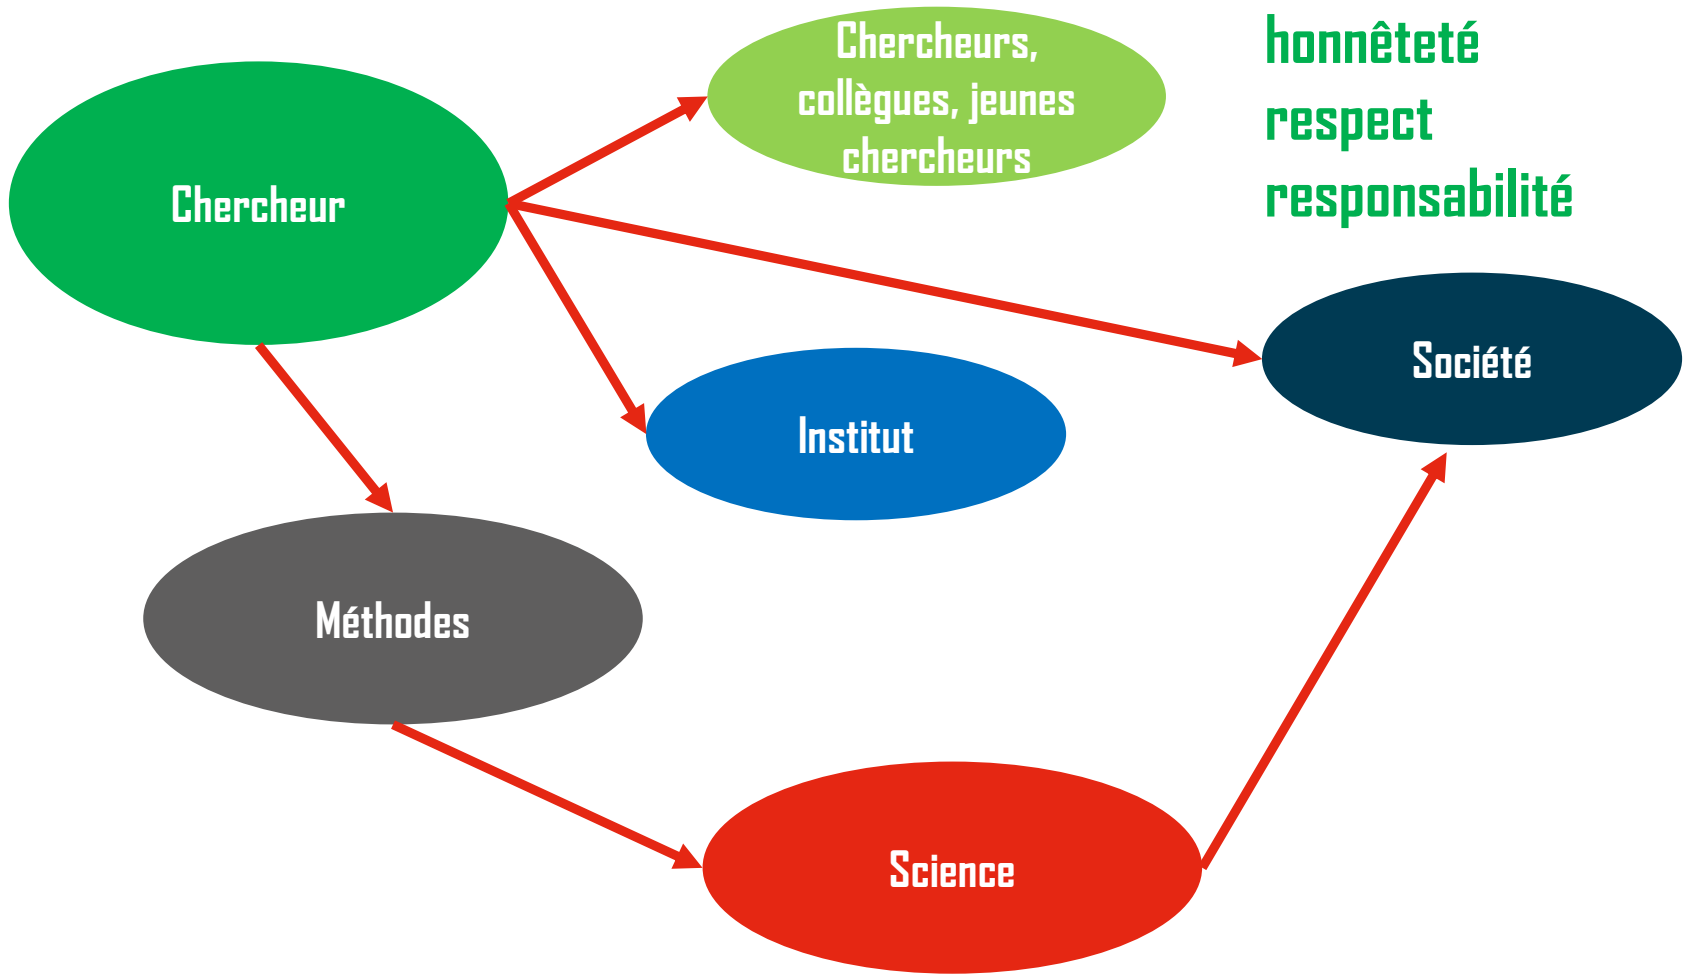 Chercheurs,
collègues, jeunes
chercheurs
honnêteté
respect
responsabilité
Chercheur
Société
Institut
Méthodes
Science